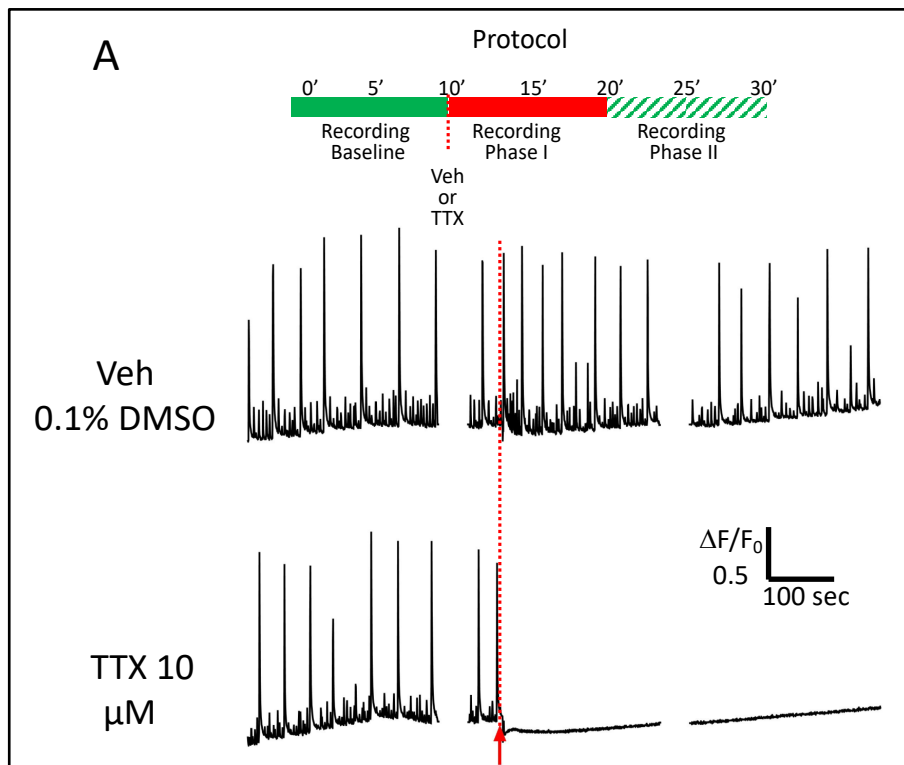 A
Protocol
0’ 5’ 10’ 15’ 20’ 25’ 30’
Recording Baseline
Recording Phase I
Recording Phase II
Veh
or
TTX
Veh
0.1% DMSO
ΔF/F0
0.5
100 sec
TTX 10
µM